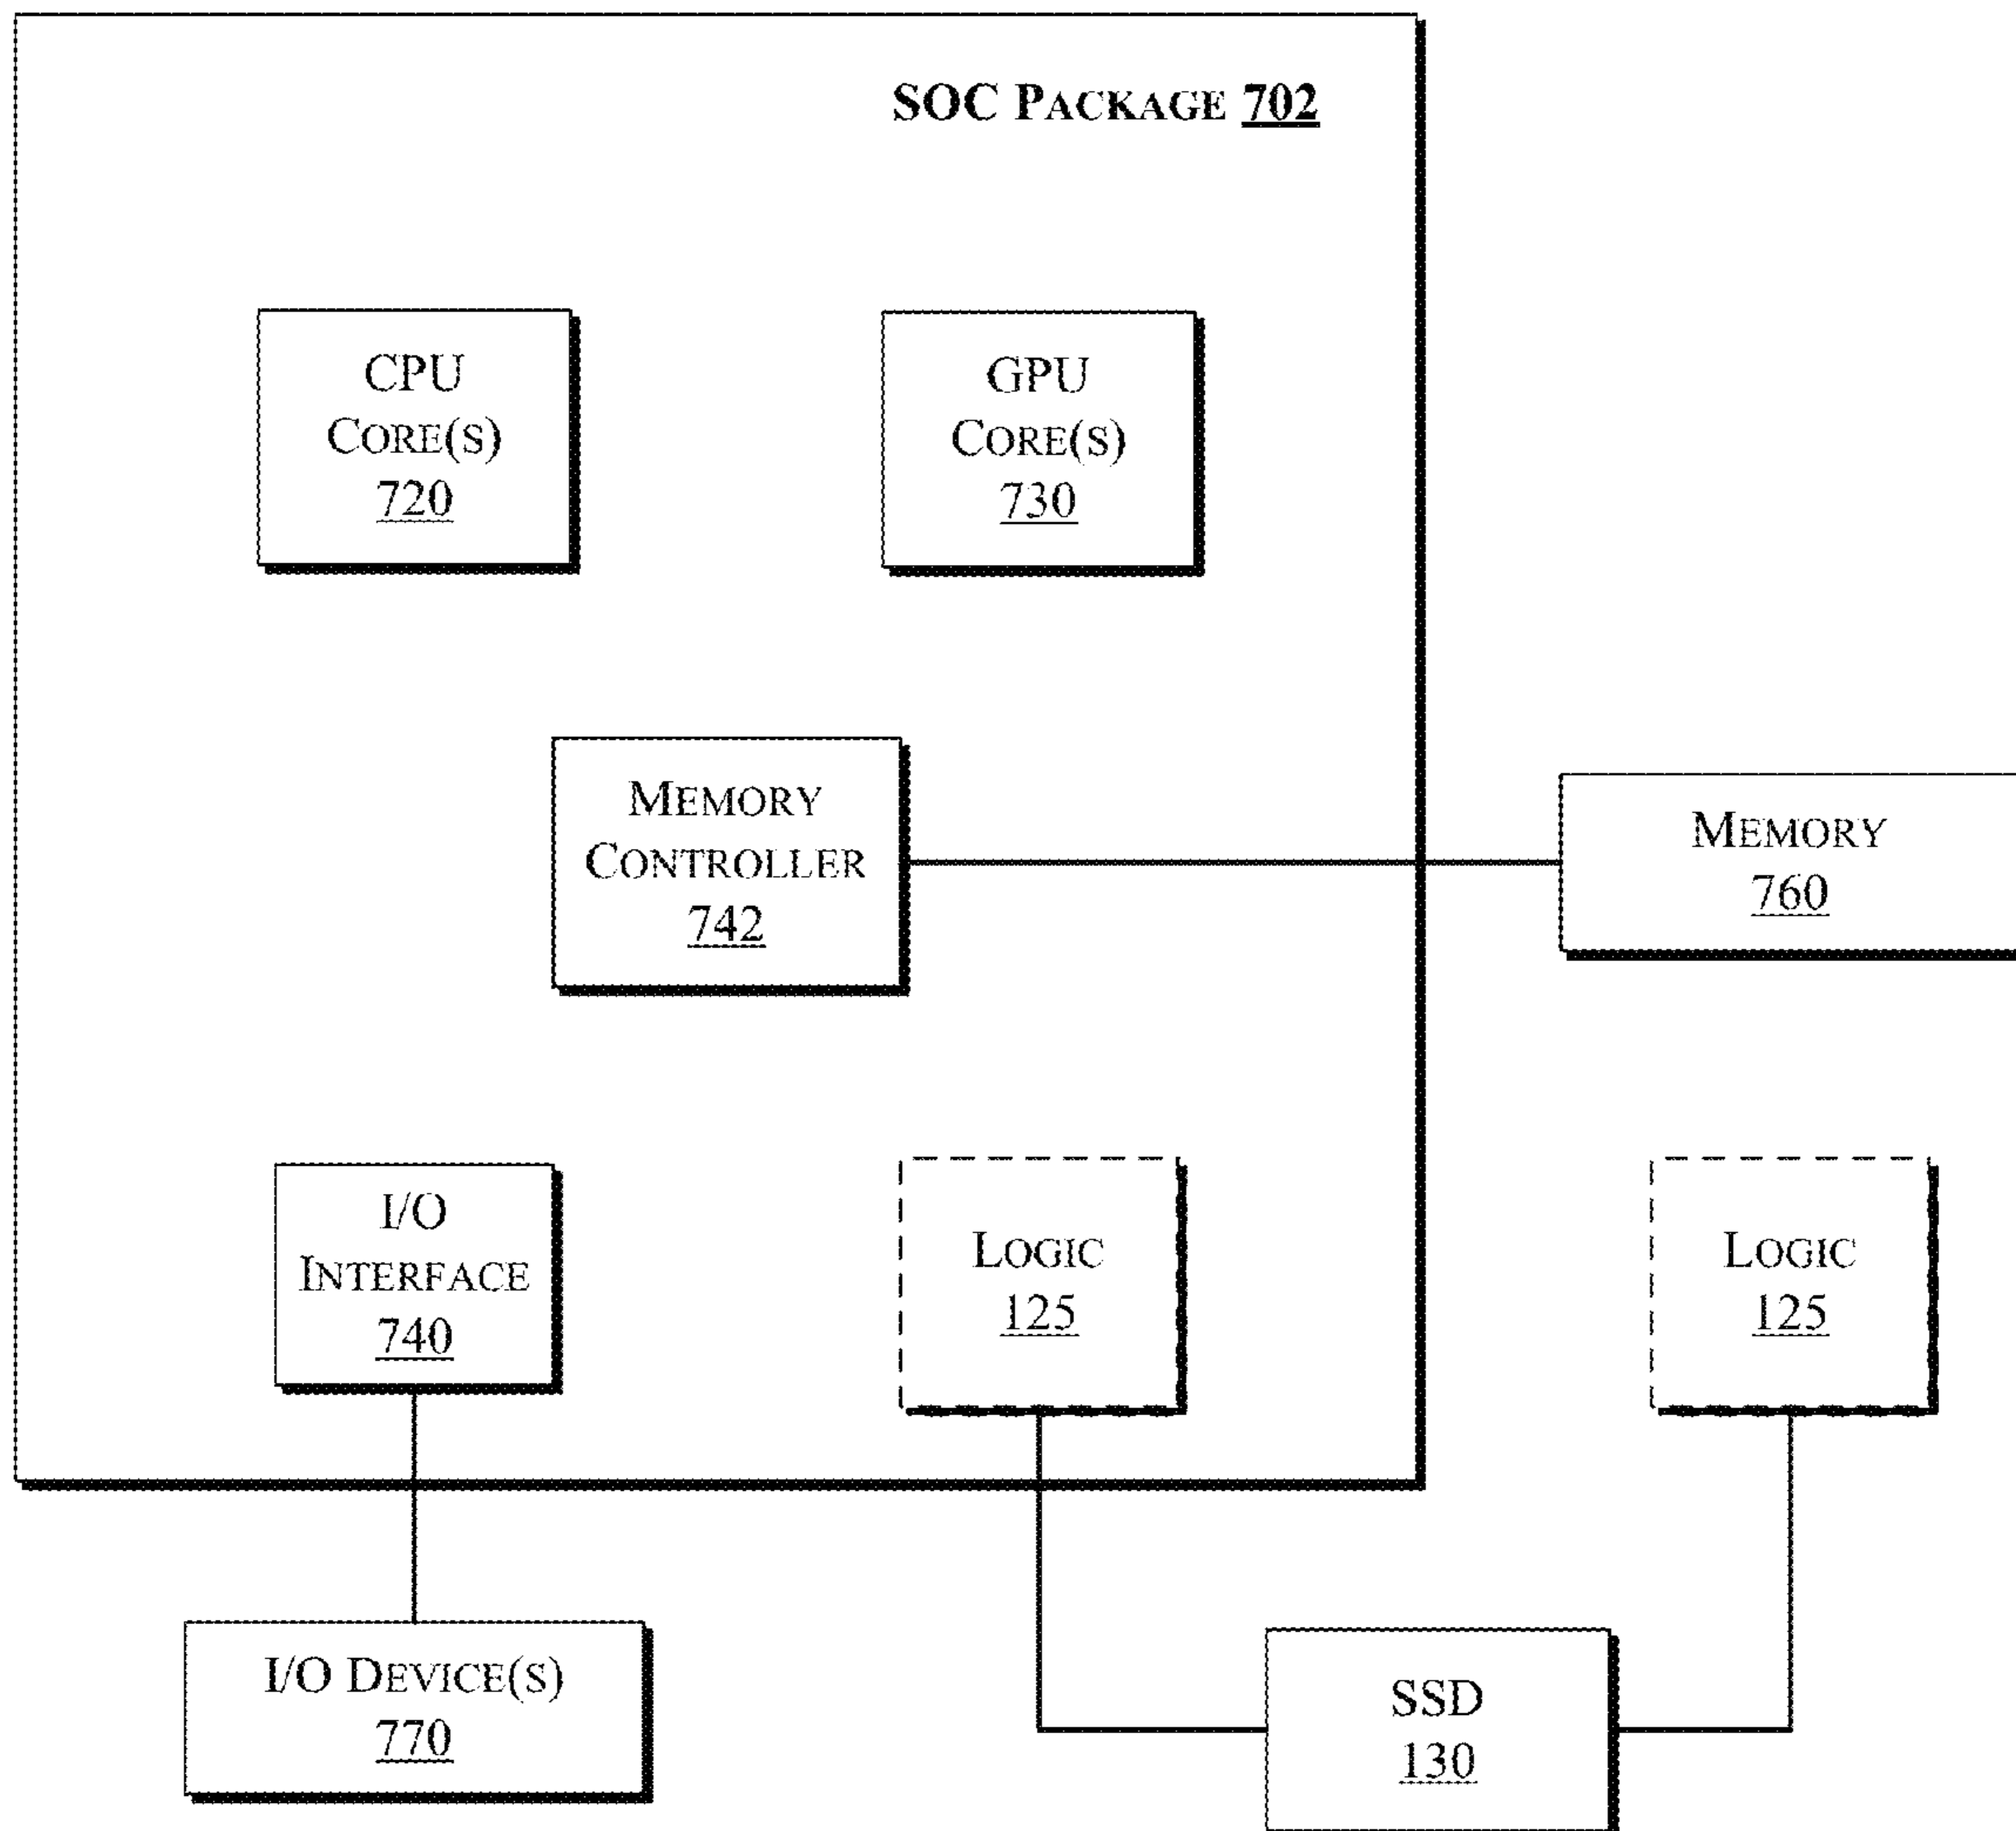 SOC PACKAGE 702
CPU
CORE(S)
720
GPU
CORE(S)
730
MEMORY
CONTROLLER
742
MEMORY
760
I/O
INTERFACE
740
LOGIC
125
LOGIC
125
I/O DEVICE(S)
770
SSD
130